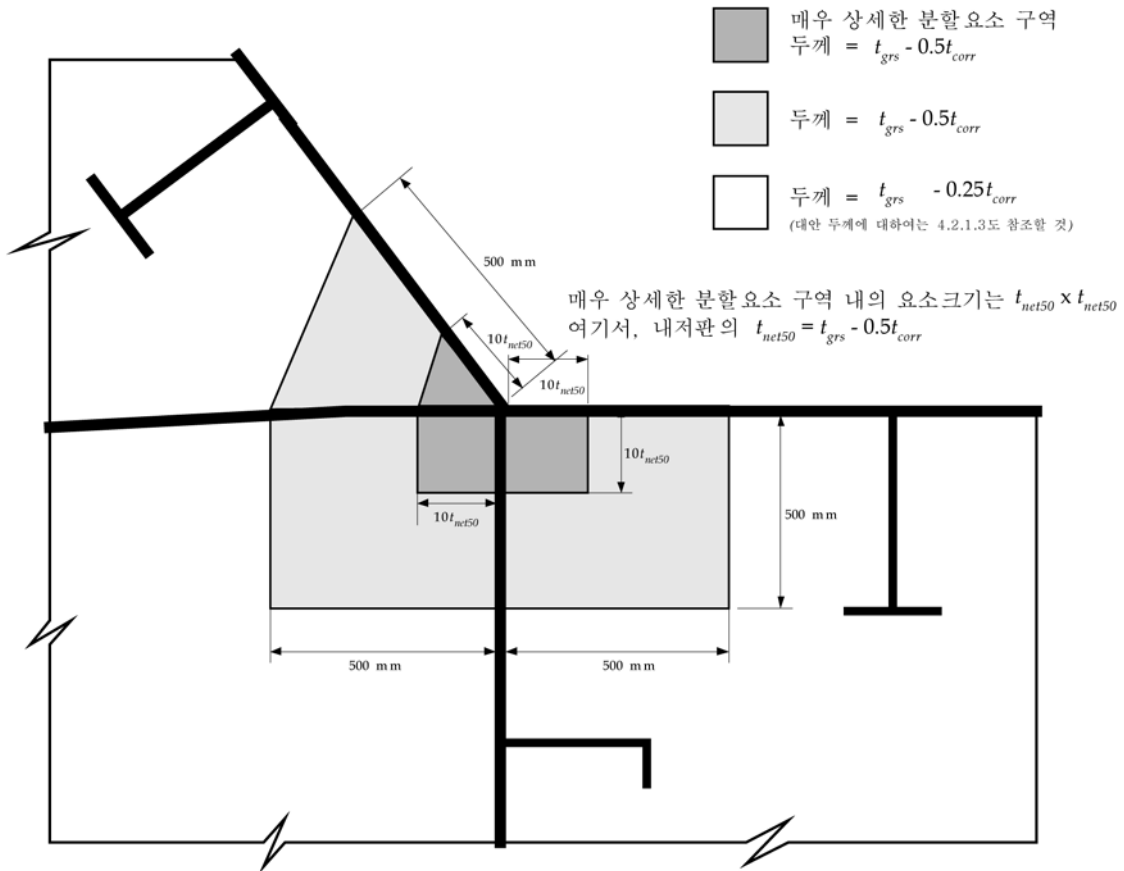 매우 상세한 분할요소 구역
두께 = t_grs - 0.5t_corr
두께 = t_grs - 0.5t_corr
두께 = t_grs - 0.25t_corr
(대안 두께에 대하여는 4.2.1.3도 참조할 것)
500 mm
매우 상세한 분할요소 구역 내의 요소크기는 t_net50 x t_net50
여기서, 내저판의 t_net50 = t_grs - 0.5t_corr
10t_net50
10t_net50
10t_net50
10t_net50
500 mm
500 mm
500 mm